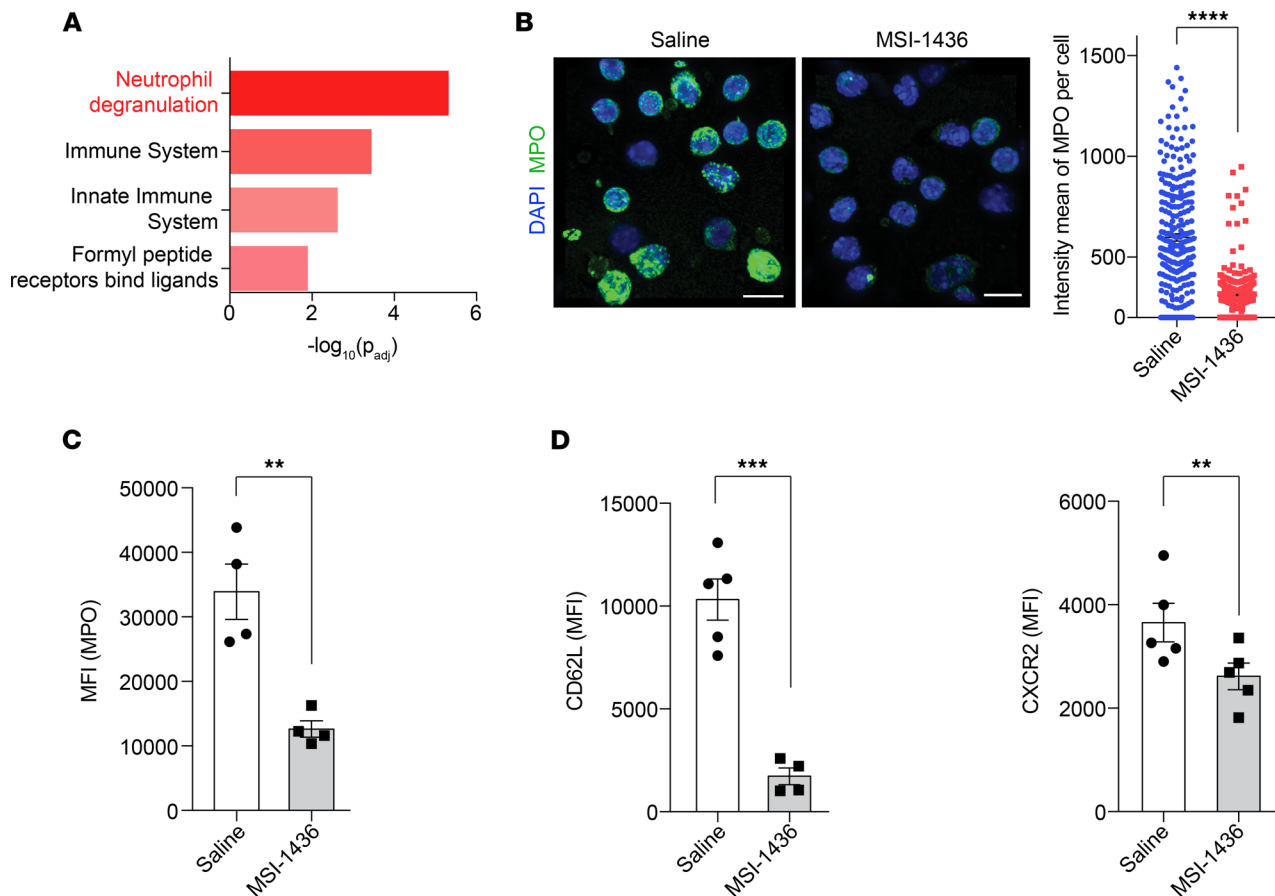 A
Neutrophil
degranulation
Immune System
Innate Immune
System
Formyl peptide
receptors bind ligands
0 2 4 6
-log10(padj)
B
Saline
MSI-1436
DAPI MPO
****
Intensity mean of MPO per cell
1500
1000
500
0
Saline
MSI-1436
C
**
MFI (MPO)
50000
40000
30000
20000
10000
0
Saline
MSI-1436
D
***
CD62L (MFI)
15000
10000
5000
0
Saline
MSI-1436
**
CXCR2 (MFI)
6000
4000
2000
0
Saline
MSI-1436